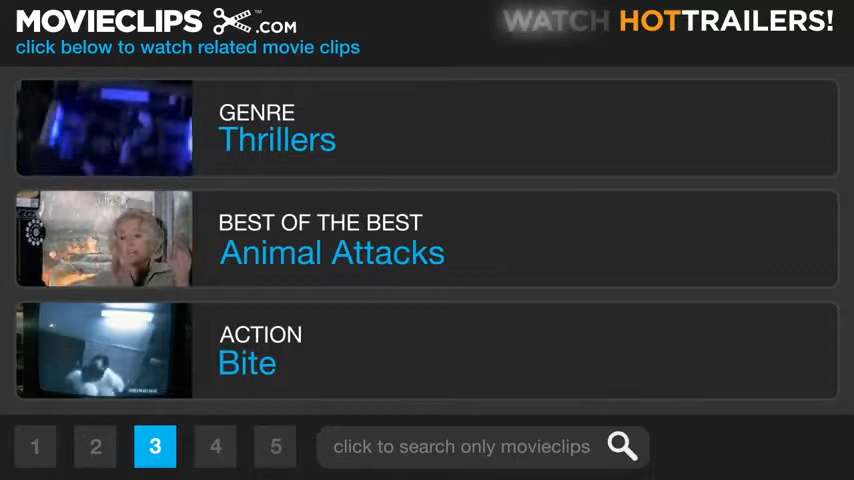 MOVIECLIPS .COM
WATCH HOTTRAILERS!
click below to watch related movie clips
GENRE
Thrillers
BEST OF THE BEST
Animal Attacks
ACTION
Bite
1 2 3 4 5
click to search only movieclips